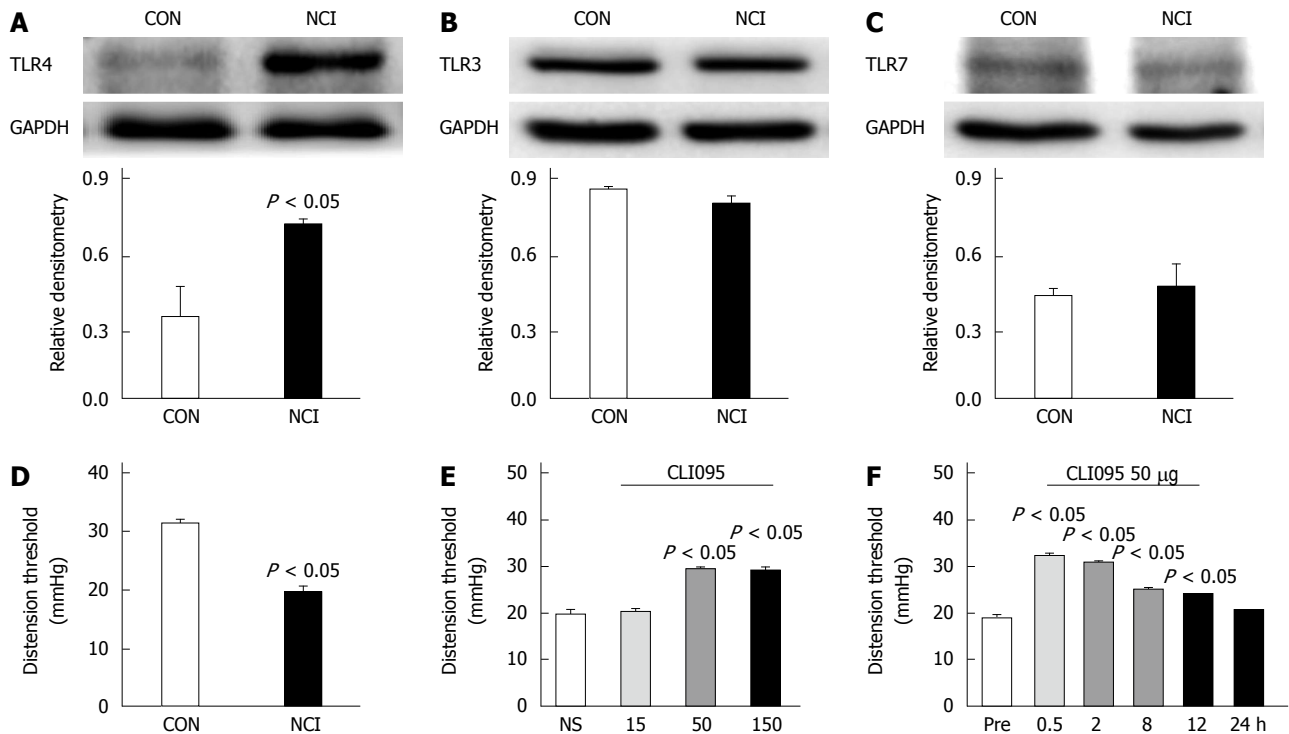 A
CON NCI
TLR4
GAPDH
Relative densitometry
0.9
0.6
0.3
0.0
P < 0.05
CON NCI
B
CON NCI
TLR3
GAPDH
Relative densitometry
0.9
0.6
0.3
0.0
CON NCI
C
CON NCI
TLR7
GAPDH
Relative densitometry
0.9
0.6
0.3
0.0
CON NCI
D
Distension threshold
(mmHg)
40
30
20
10
0
P < 0.05
CON NCI
E
Distension threshold
(mmHg)
50
40
30
20
10
0
CLI095
P < 0.05
P < 0.05
NS 15 50 150
F
Distension threshold
(mmHg)
50
40
30
20
10
0
CLI095 50 μg
P < 0.05
P < 0.05
P < 0.05
P < 0.05
Pre 0.5 2 8 12 24 h